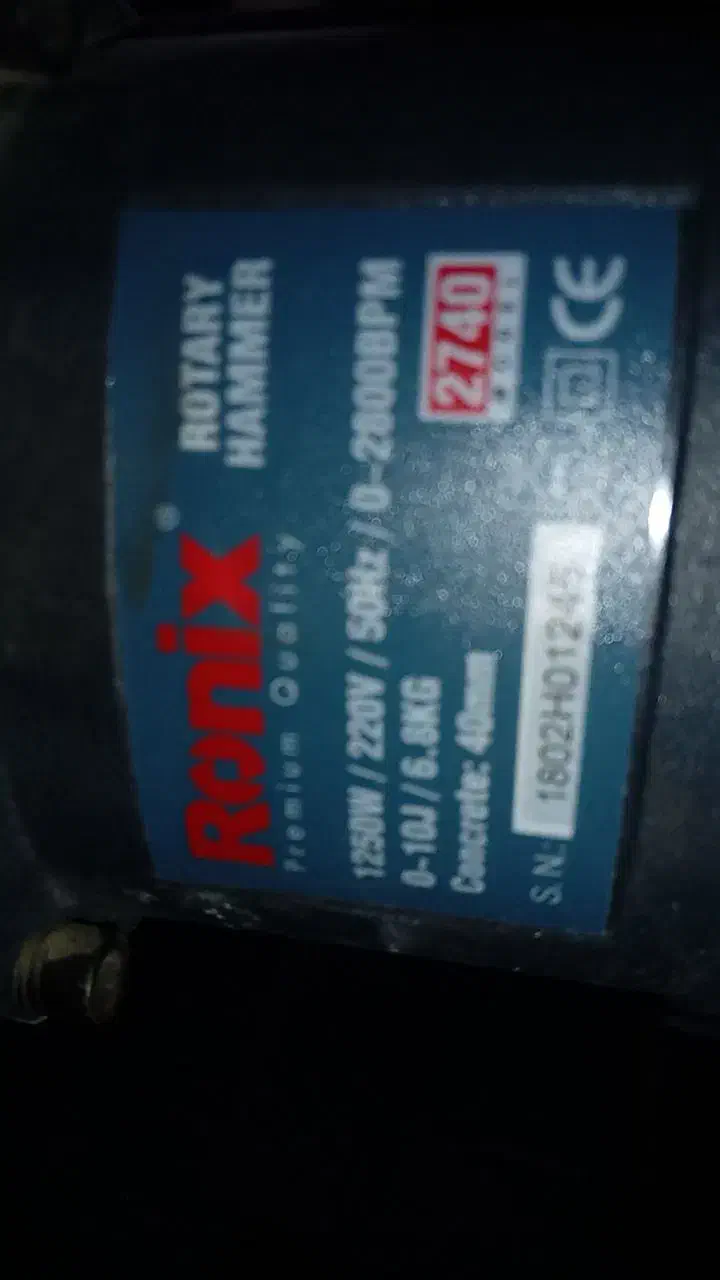 Ronix®
Premium Quality
ROTARY
HAMMER
1250W / 220V / 50Hz / 0~2800BPM
0~10J / 6.8KG
Concrete: 40mm
2740
S.N.: 1802H01245
CE